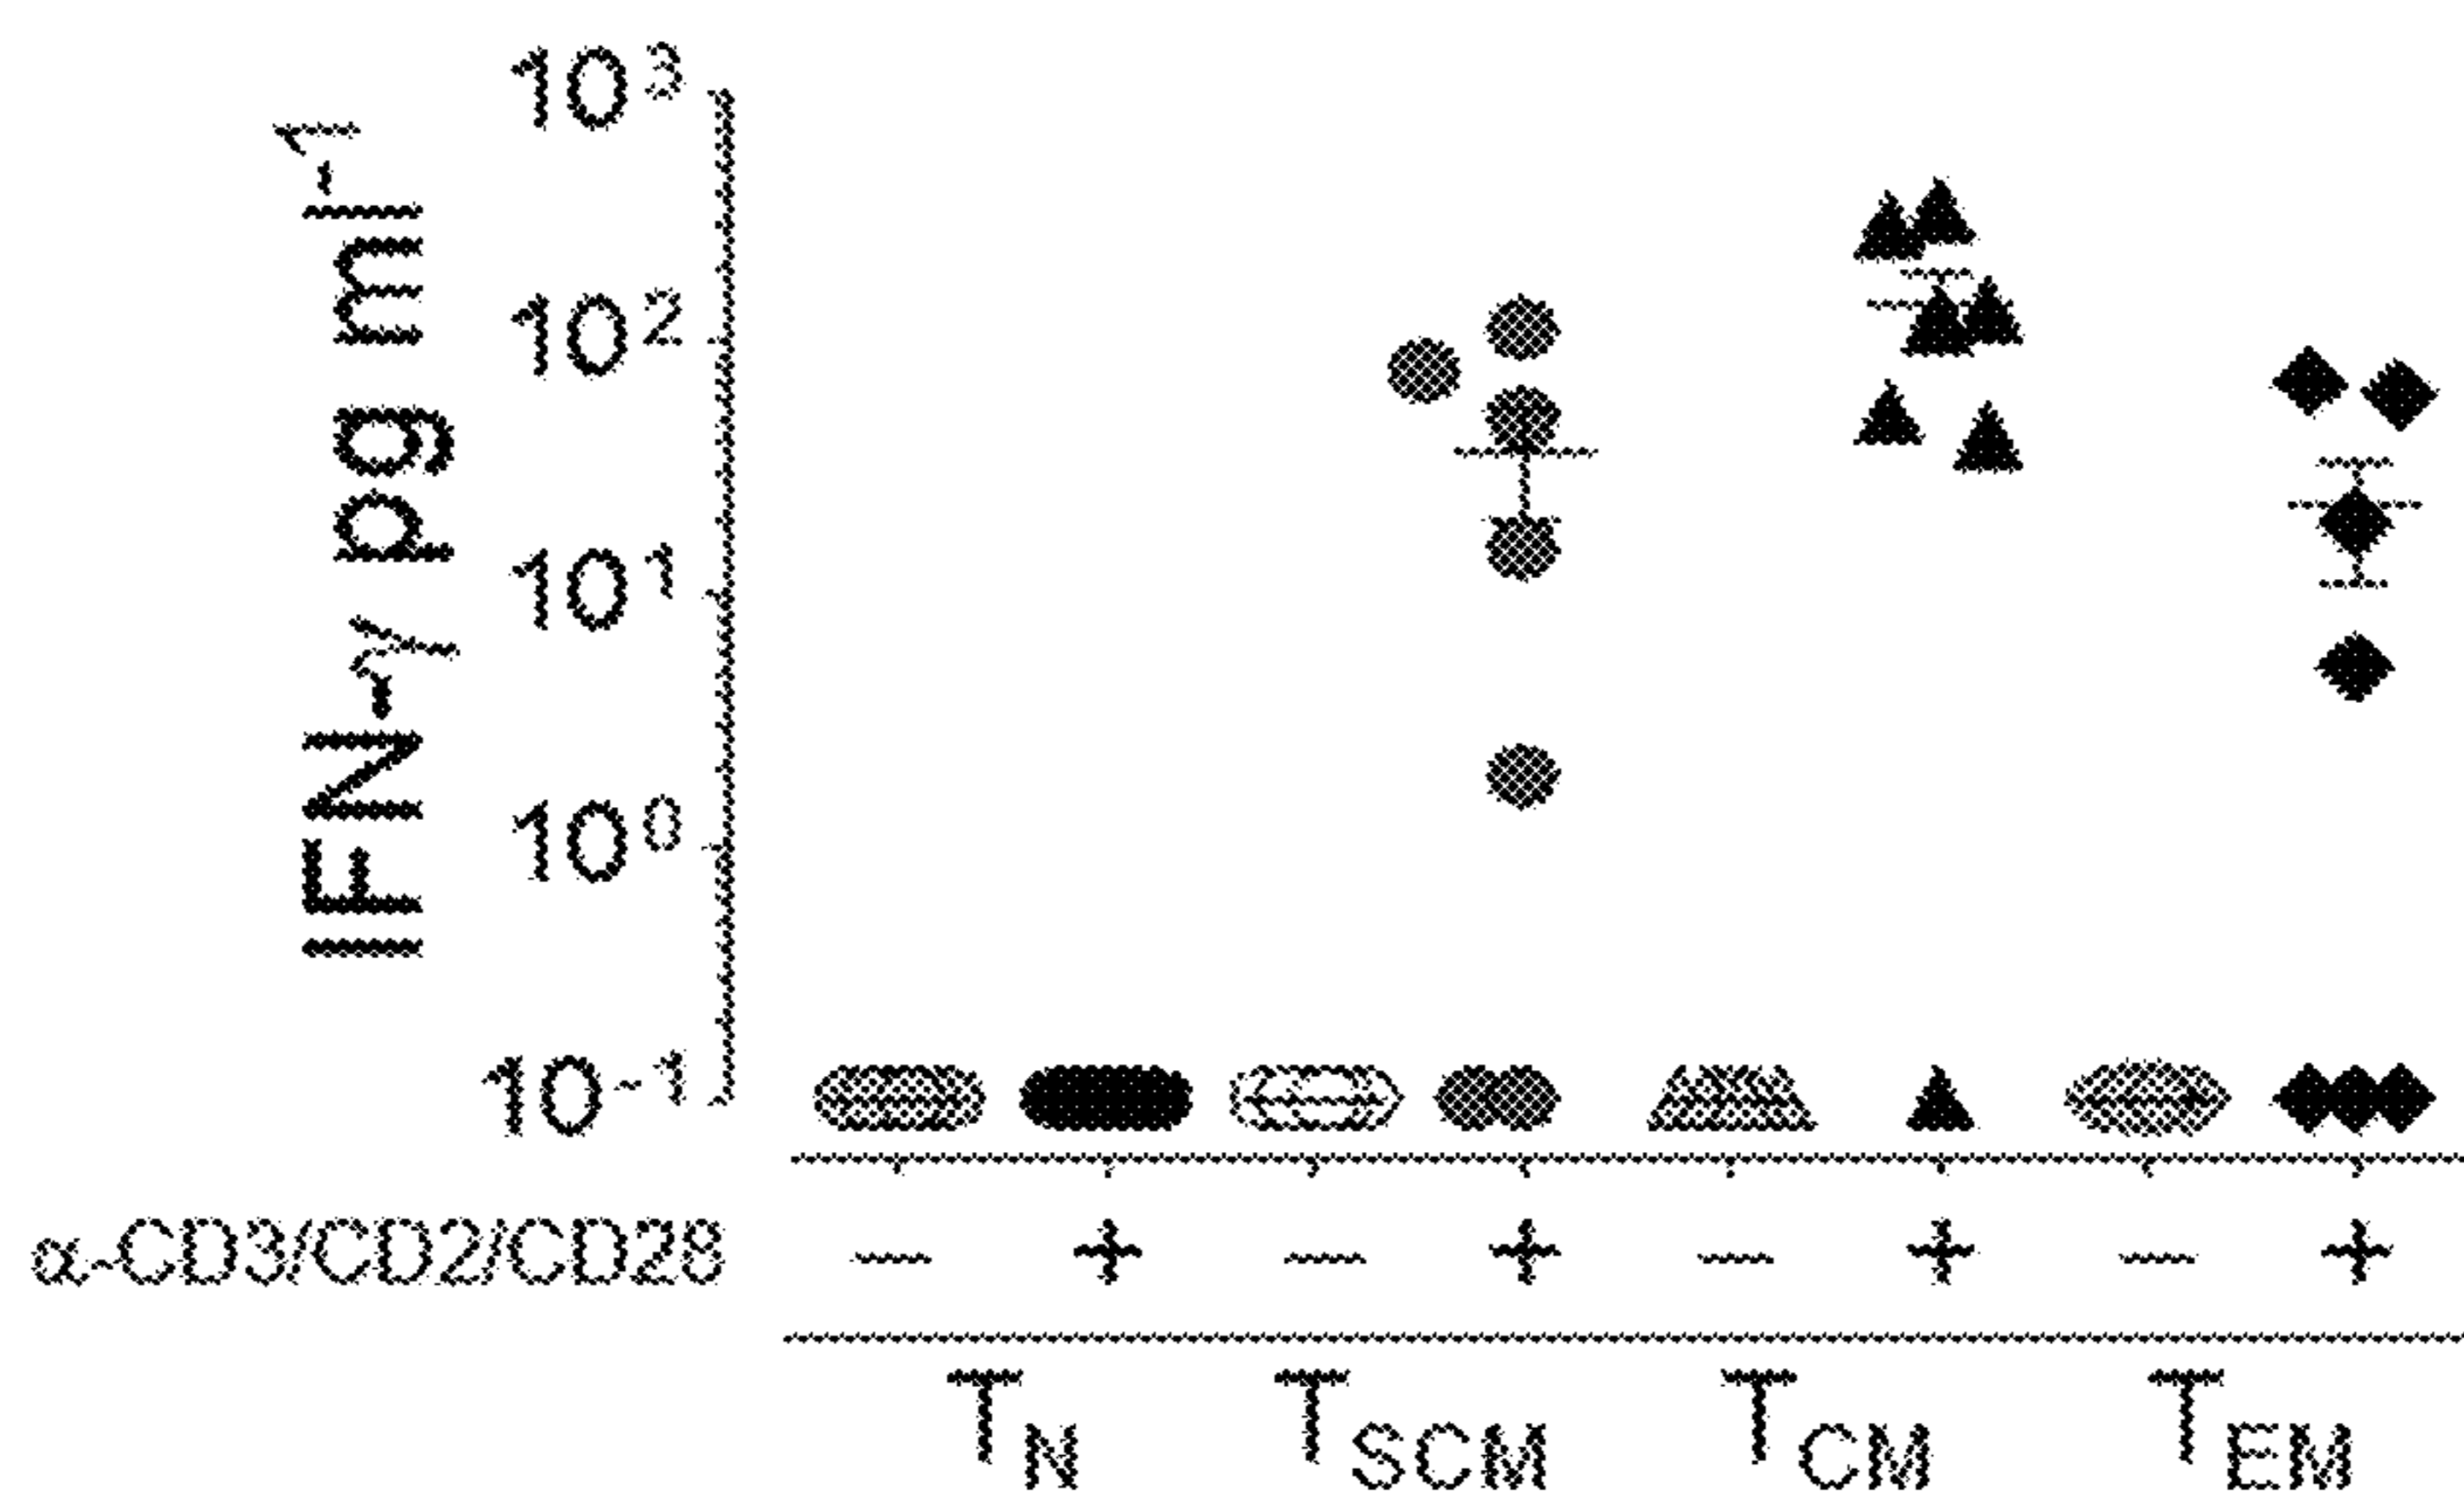 IFN-γ pg ml⁻¹
10³
10²
10¹
10⁰
10⁻¹
α-CD3/CD2/CD28 — + — + — + — +
T_N T_SCM T_CM T_EM